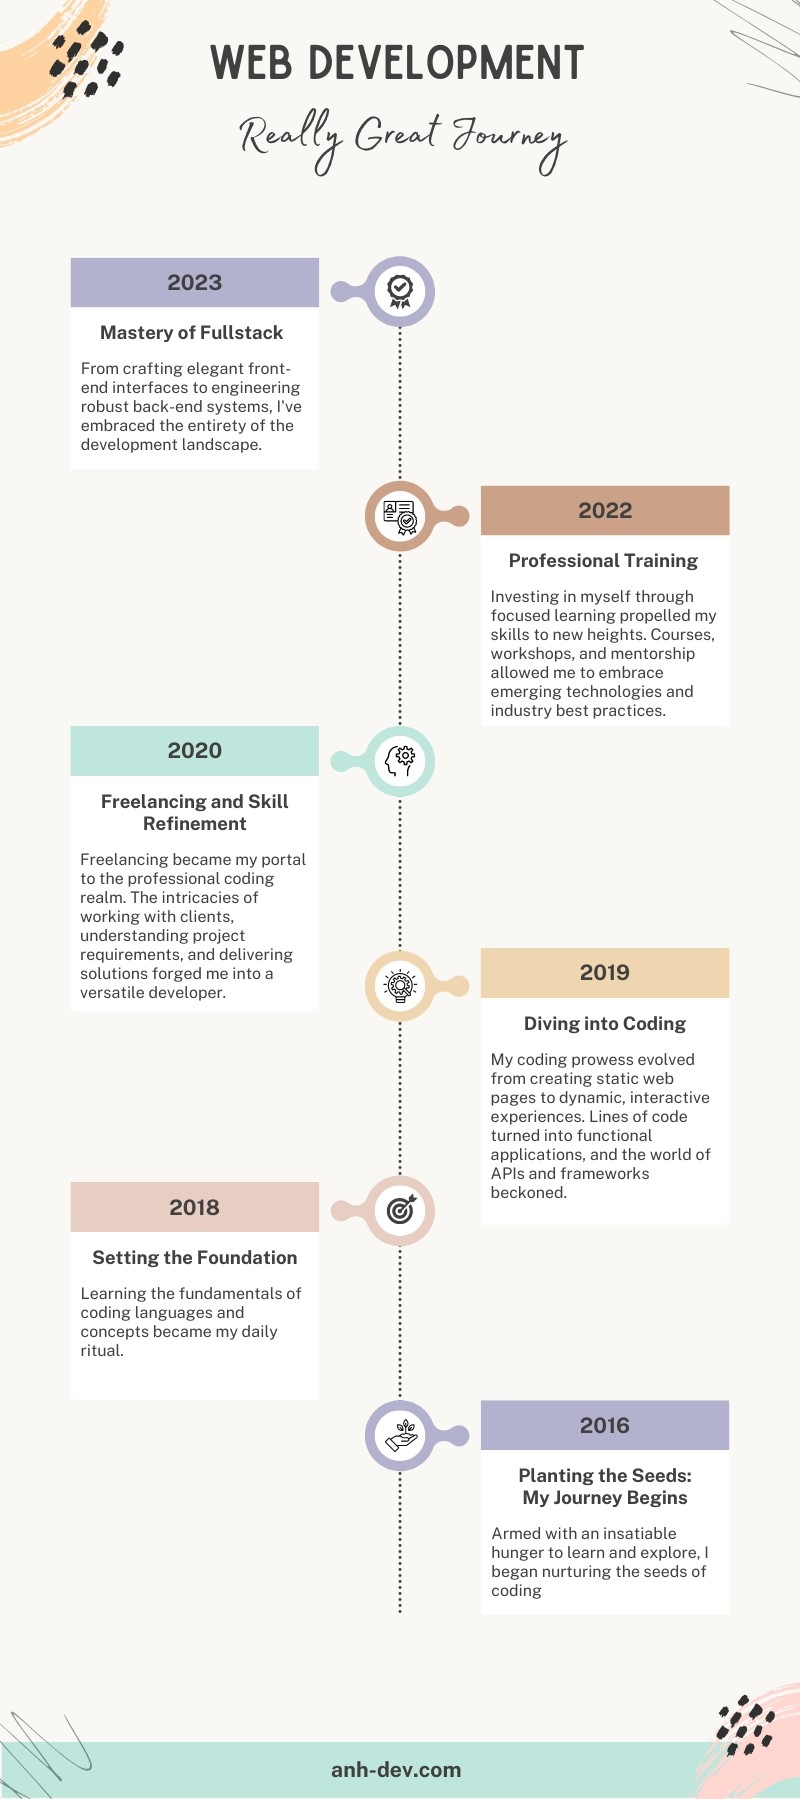 WEB DEVELOPMENT
Really Great Journey
2023
Mastery of Fullstack
From crafting elegant front-
end interfaces to engineering
robust back-end systems, I've
embraced the entirety of the
development landscape.
2022
Professional Training
Investing in myself through
focused learning propelled my
skills to new heights. Courses,
workshops, and mentorship
allowed me to embrace
emerging technologies and
industry best practices.
2020
Freelancing and Skill
Refinement
Freelancing became my portal
to the professional coding
realm. The intricacies of
working with clients,
understanding project
requirements, and delivering
solutions forged me into a
versatile developer.
2019
Diving into Coding
My coding prowess evolved
from creating static web
pages to dynamic, interactive
experiences. Lines of code
turned into functional
applications, and the world of
APIs and frameworks
beckoned.
2018
Setting the Foundation
Learning the fundamentals of
coding languages and
concepts became my daily
ritual.
2016
Planting the Seeds:
My Journey Begins
Armed with an insatiable
hunger to learn and explore, I
began nurturing the seeds of
coding
anh-dev.com